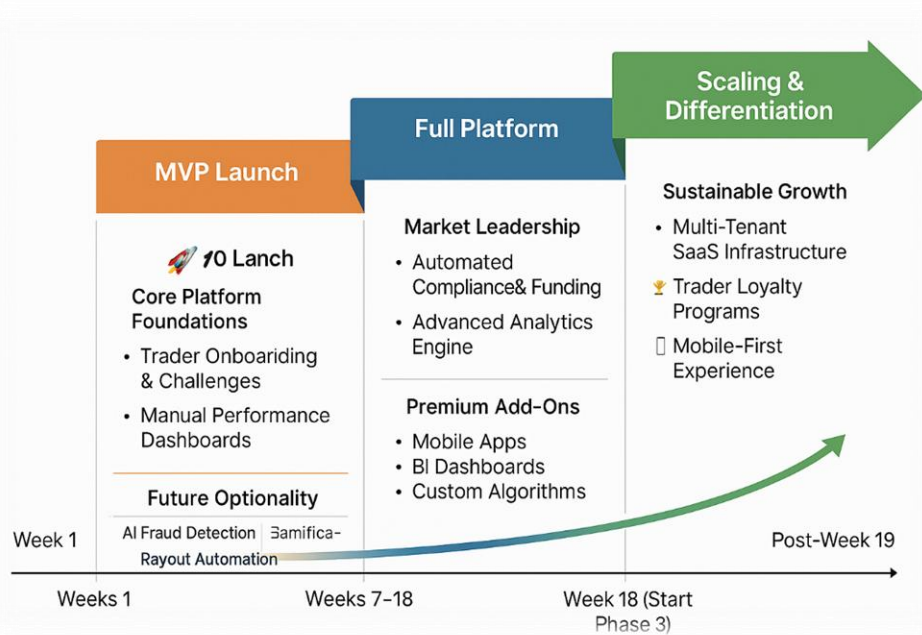 MVP Launch
Full Platform
Scaling &
Differentiation
🚀 10 Lanch
Core Platform
Foundations
• Trader Onboariding
& Challenges
• Manual Performance
Dashboards
Future Optionality
AI Fraud Detection
Samifica-
Rayout Automation
Market Leadership
• Automated
Compliance& Funding
• Advanced Analytics
Engine
Premium Add-Ons
• Mobile Apps
• BI Dashboards
• Custom Algorithms
Sustainable Growth
• Multi-Tenant
SaaS Infrastructure
🏆 Trader Loyalty
Programs
▯ Mobile-First
Experience
Week 1
Post-Week 19
Weeks 1
Weeks 7–18
Week 18 (Start
Phase 3)